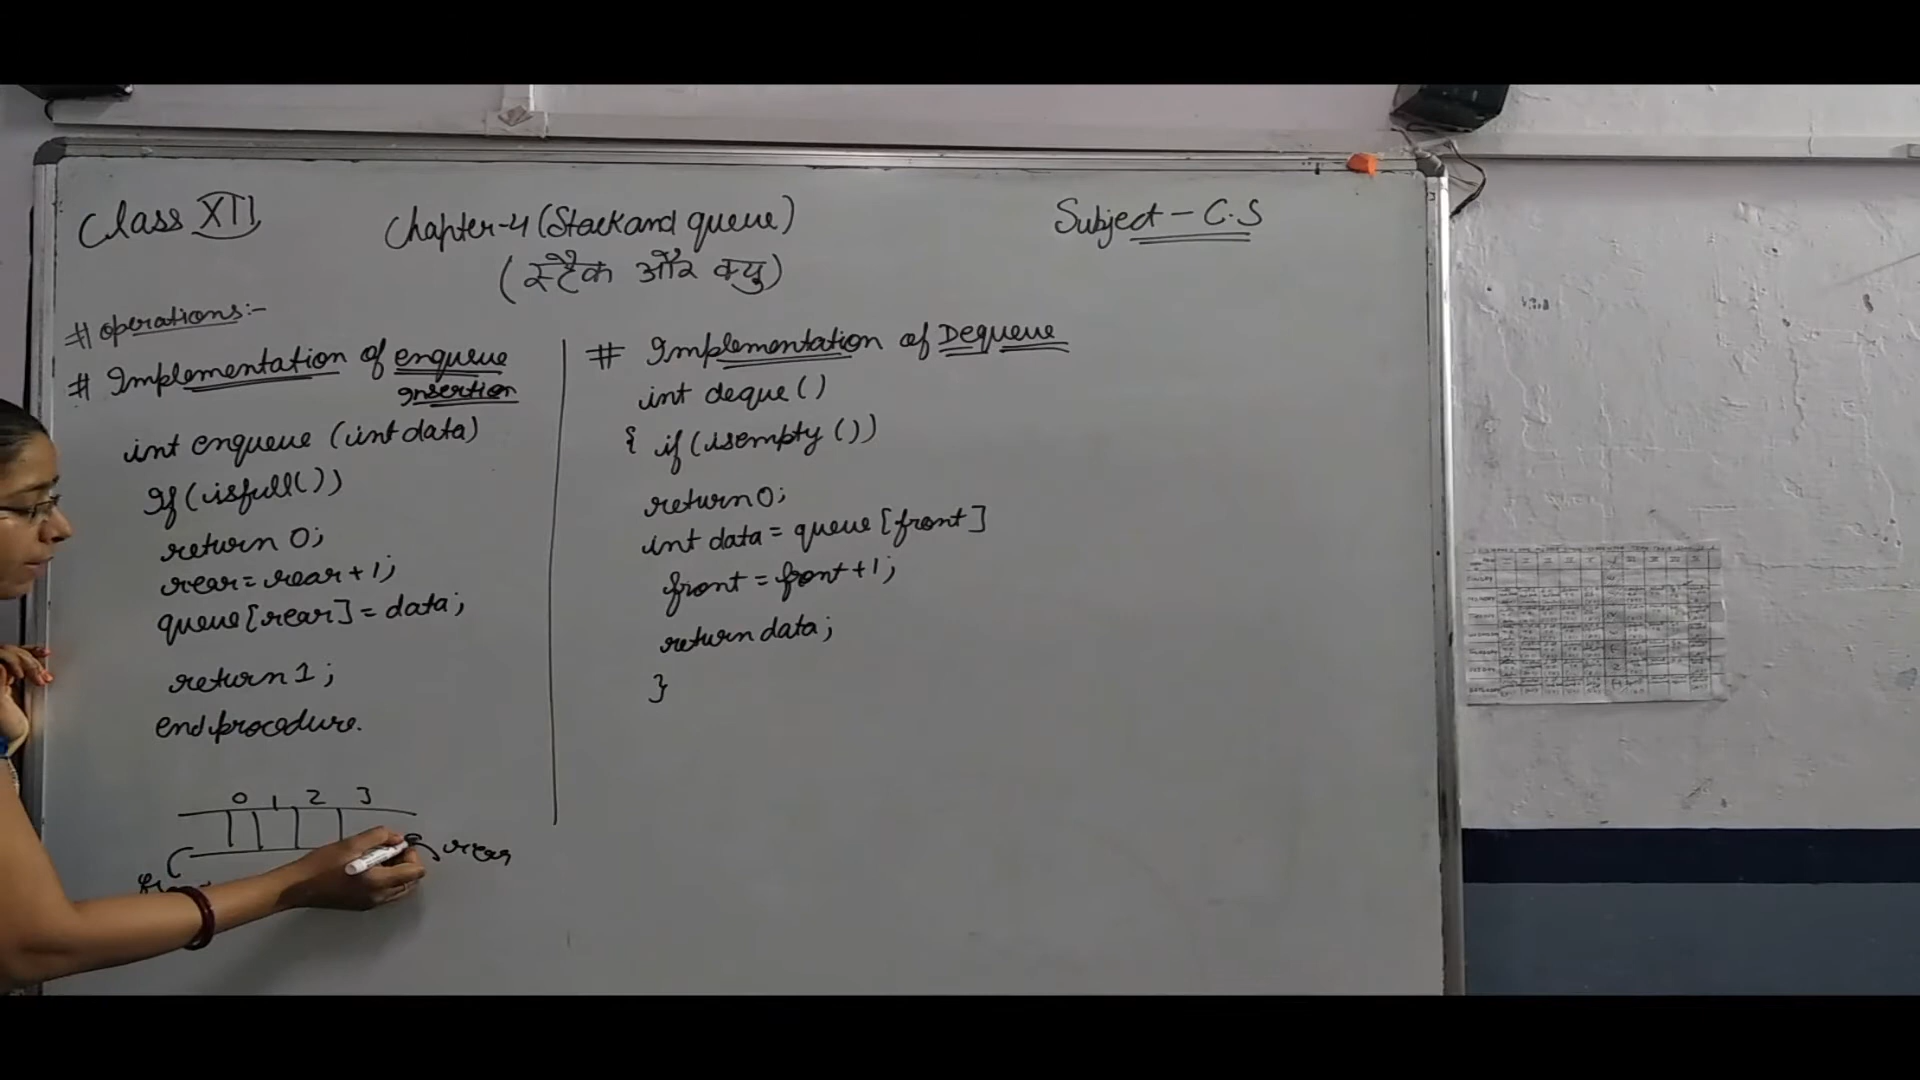 Class XII
Chapter-4 (Stack and queue)
(स्टैक और क्यु)
Subject - C.S
# operations:-
# Implementation of enqueue
Insertion
int enqueue (int data)
If (isfull())
return 0;
rear = rear + 1;
queue [rear] = data;
return 1;
end procedure.
0 1 2 3
rear
# Implementation of Dequeue
int deque ()
{ if (isempty ())
return 0;
int data = queue [front]
front = front + 1;
return data;
}